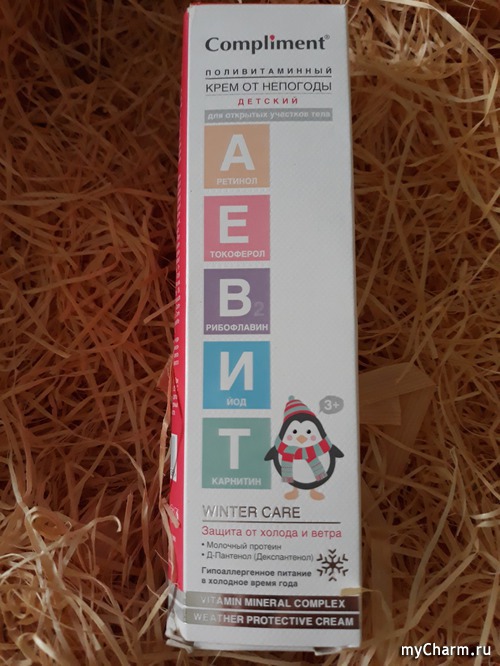 Compliment®
ПОЛИВИТАМИННЫЙ
КРЕМ ОТ НЕПОГОДЫ
ДЕТСКИЙ
для открытых участков тела
А
РЕТИНОЛ
Е
ТОКОФЕРОЛ
В2
РИБОФЛАВИН
И
ЙОД
Т
КАРНИТИН
3+
WINTER CARE
Защита от холода и ветра
• Молочный протеин
• Д-Пантенол (Декспантенол)
Гипоаллергенное питание
в холодное время года
VITAMIN MINERAL COMPLEX
WEATHER PROTECTIVE CREAM
myCharm.ru